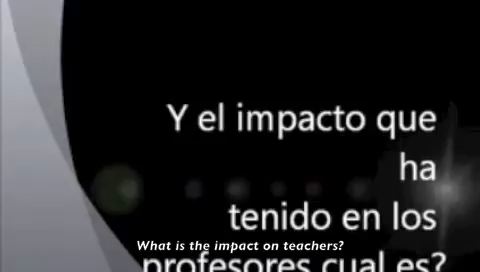 Y el impacto que
ha
tenido en los
What is the impact on teachers?
profesores cual es?